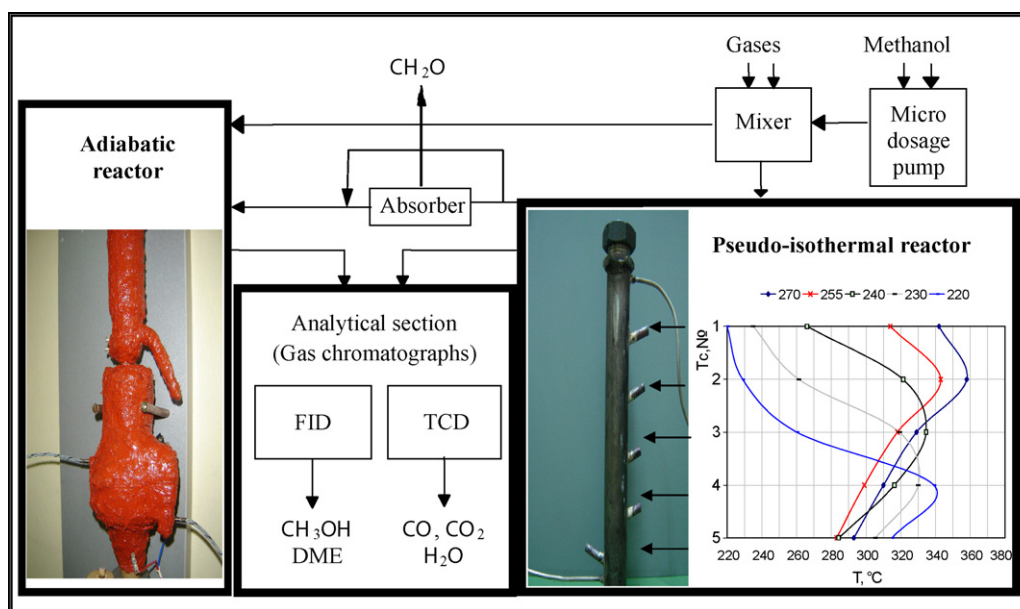 Gases
Methanol
CH₂O
Mixer
Micro
dosage
pump
Adiabatic
reactor
Absorber
Pseudo-isothermal reactor
270 255 240 230 220
Analytical section
(Gas chromatographs)
FID
TCD
CH₃OH
DME
CO, CO₂
H₂O
Tc,№
1
2
3
4
5
220 240 260 280 300 320 340 360 380
T, °C